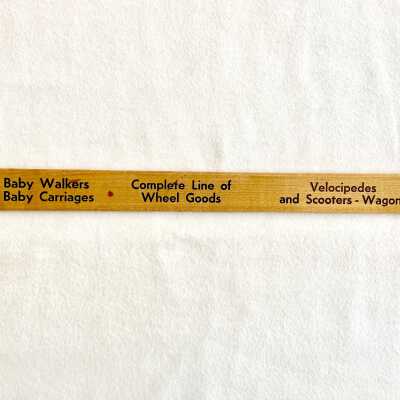 Baby Walkers
Baby Carriages
Complete Line of
Wheel Goods
Velocipedes
and Scooters - Wagon